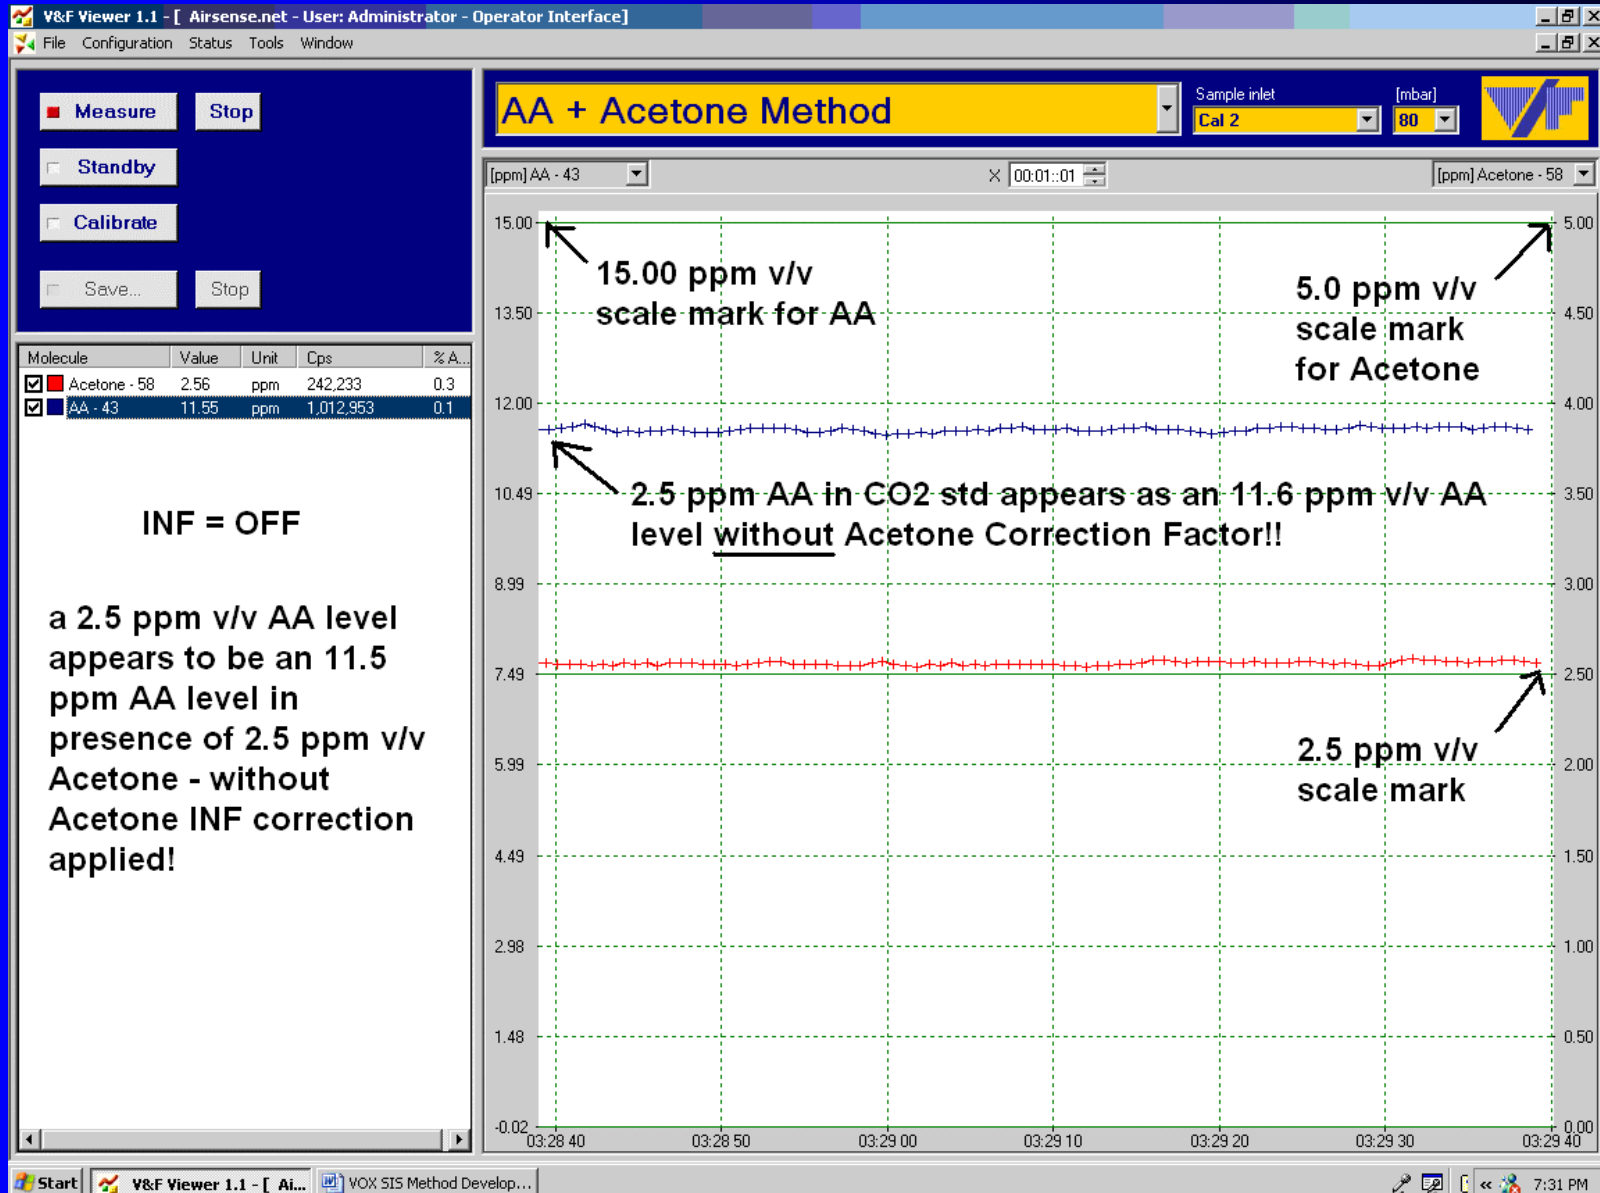 V&F Viewer 1.1 - [ Airsense.net - User: Administrator - Operator Interface]
File Configuration Status Tools Window
Measure Stop
Standby
Calibrate
Save... Stop
AA + Acetone Method
Sample inlet
Cal 2
[mbar]
80
Molecule Value Unit Cps % A...
Acetone - 58 2.56 ppm 242,233 0.3
AA - 43 11.55 ppm 1,012,953 0.1
INF = OFF
a 2.5 ppm v/v AA level
appears to be an 11.5
ppm AA level in
presence of 2.5 ppm v/v
Acetone - without
Acetone INF correction
applied!
[ppm] AA - 43
X 00:01::01
[ppm] Acetone - 58
15.00
13.50
12.00
10.49
8.99
7.49
5.99
4.49
2.98
1.48
-0.02
15.00 ppm v/v
scale mark for AA
5.0 ppm v/v
scale mark
for Acetone
2.5 ppm AA in CO2 std appears as an 11.6 ppm v/v AA
level without Acetone Correction Factor!!
2.5 ppm v/v
scale mark
5.00
4.50
4.00
3.50
3.00
2.50
2.00
1.50
1.00
0.50
0.00
03:28 40 03:28 50 03:29 00 03:29 10 03:29 20 03:29 30 03:29 40
Start V&F Viewer 1.1 - [ Ai... VOX SIS Method Develop... « 7:31 PM